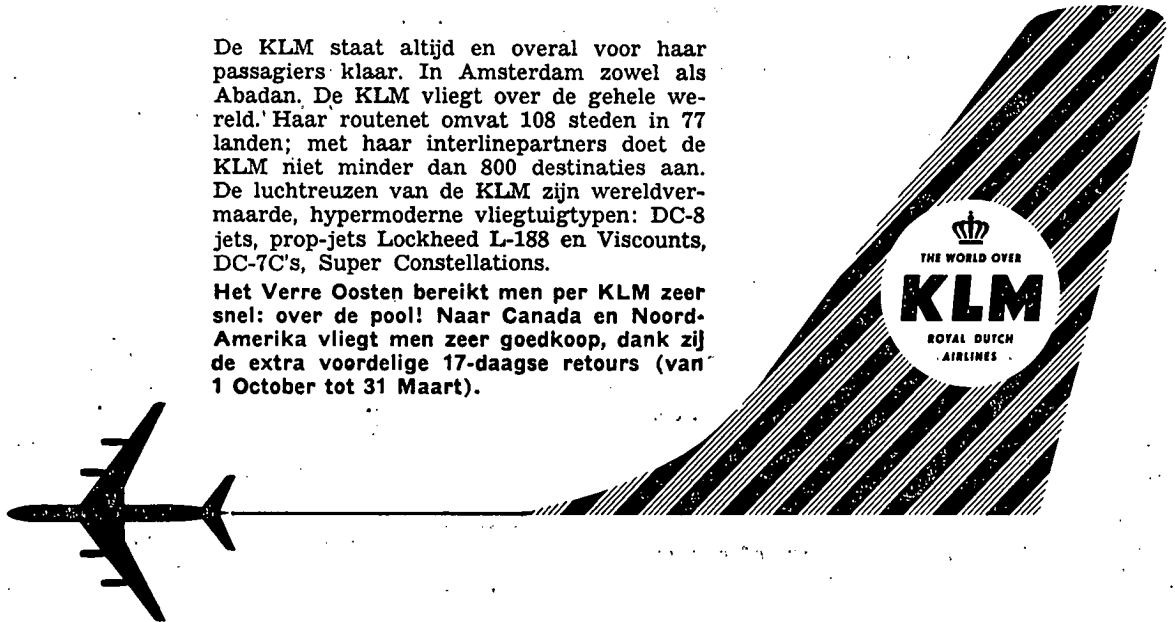 De KLM staat altijd en overal voor haar
passagiers klaar. In Amsterdam zowel als
Abadan. De KLM vliegt over de gehele we-
reld. Haar routenet omvat 108 steden in 77
landen; met haar interlinepartners doet de
KLM niet minder dan 800 destinaties aan.
De luchtreuzen van de KLM zijn wereldver-
maarde, hypermoderne vliegtuigtypen: DC-8
jets, prop-jets Lockheed L-188 en Viscounts,
DC-7C's, Super Constellations.
Het Verre Oosten bereikt men per KLM zeer
snel: over de pool! Naar Canada en Noord-
Amerika vliegt men zeer goedkoop, dank zij
de extra voordelige 17-daagse retours (van
1 October tot 31 Maart).
THE WORLD OVER
KLM
ROYAL DUTCH
AIRLINES